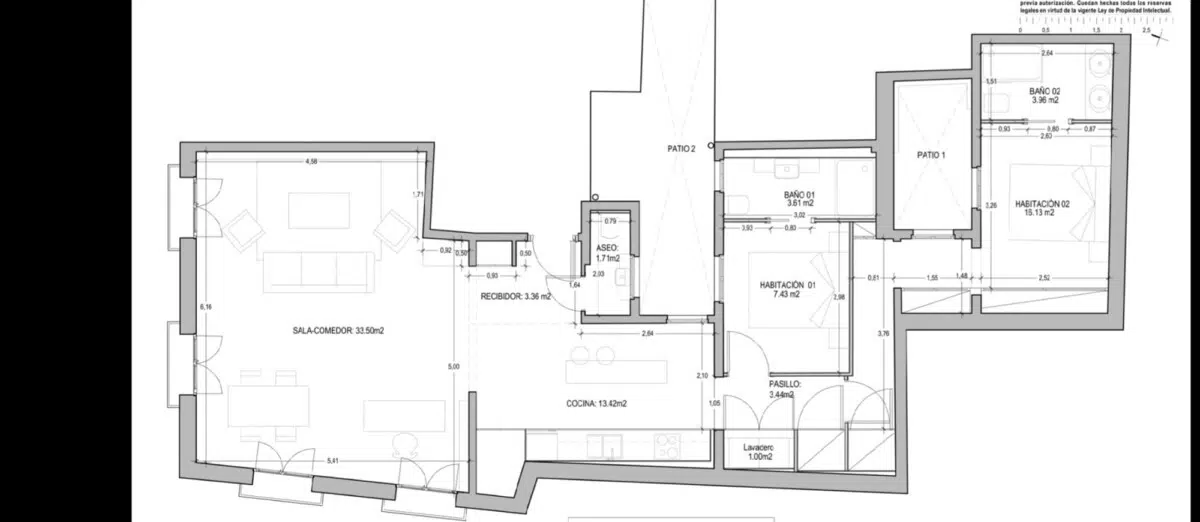 previa autorización. Quedan hechas todas las reservas
legales en virtud de la vigente Ley de Propiedad Intelectual.
0 0,5 1 1,5 2 2,5
2,64
1,51
BAÑO 02
3.96 m2
0,93 0,80 0,87
2,60
PATIO 2
PATIO 1
4,58
1,71
BAÑO 01
3.61 m2
3,02
3,26
HABITACIÓN 02
15.13 m2
0,79
3,93 0,80
ASEO:
1.71m2
2,03
0,92
0,50
0,50
0,93
1,64
0,81
1,55
1,48
2,52
HABITACIÓN 01
7.43 m2
2,98
RECIBIDOR: 3.36 m2
6,16
SALA-COMEDOR: 33.50m2
2,64
3,76
5,00
2,10
PASILLO:
3.44m2
COCINA: 13.42m2
1,05
Lavadero
1.00m2
5,41